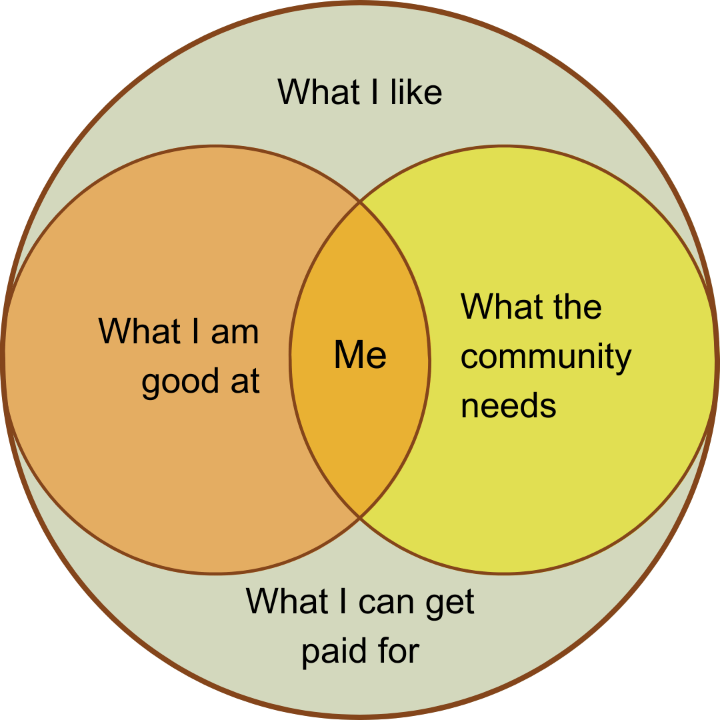 What I like
What I am
good at
Me
What the
community
needs
What I can get
paid for